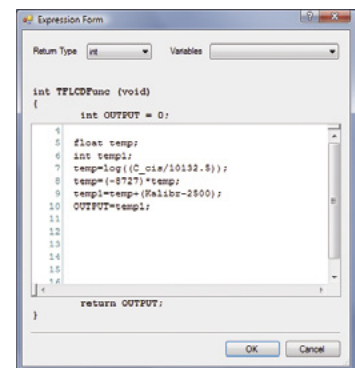 Expression Form
Return Type int Variables
int TFLCDFunc (void)
{
int OUTPUT = 0;
4
5 float temp;
6 int temp1;
7 temp=log((C_cis/10132.5));
8 temp=(-8727)*temp;
9 temp1=temp+(Kalibr-2500);
10 OUTPUT=temp1;
11
12
13
14
15
16
return OUTPUT;
}
OK Cancel